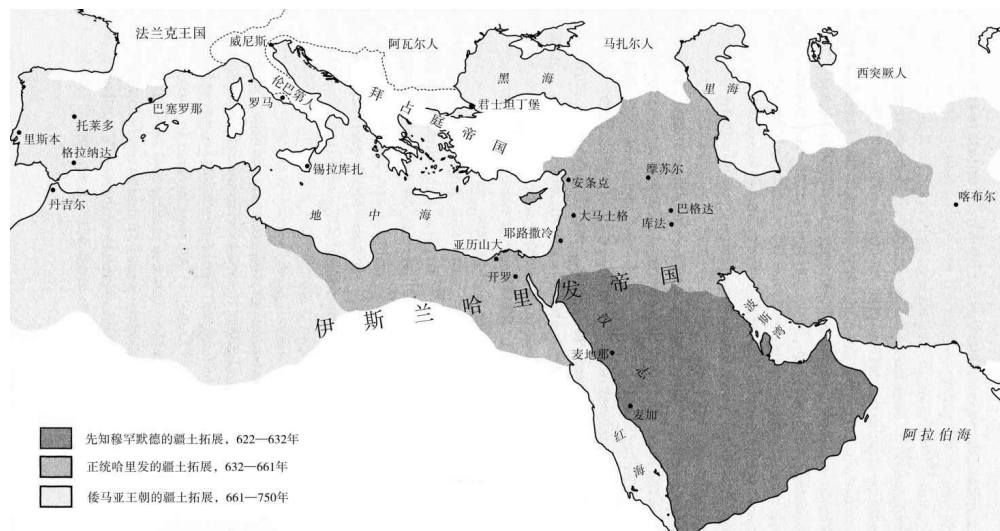 法兰克王国
威尼斯
阿瓦尔人
马扎尔人
西突厥人
黑海
里海
伦巴第人
罗马
巴塞罗那
托莱多
里斯本
格拉纳达
丹吉尔
君士坦丁堡
拜占庭帝国
锡拉库扎
地中海
安条克
摩苏尔
大马士革
巴格达
库法
喀布尔
耶路撒冷
亚历山大
开罗
伊斯兰哈里发帝国
波斯湾
麦地那
麦加
红海
阿拉伯海
先知穆罕默德的疆土拓展，622—632年
正统哈里发的疆土拓展，632—661年
倭马亚王朝的疆土拓展，661—750年